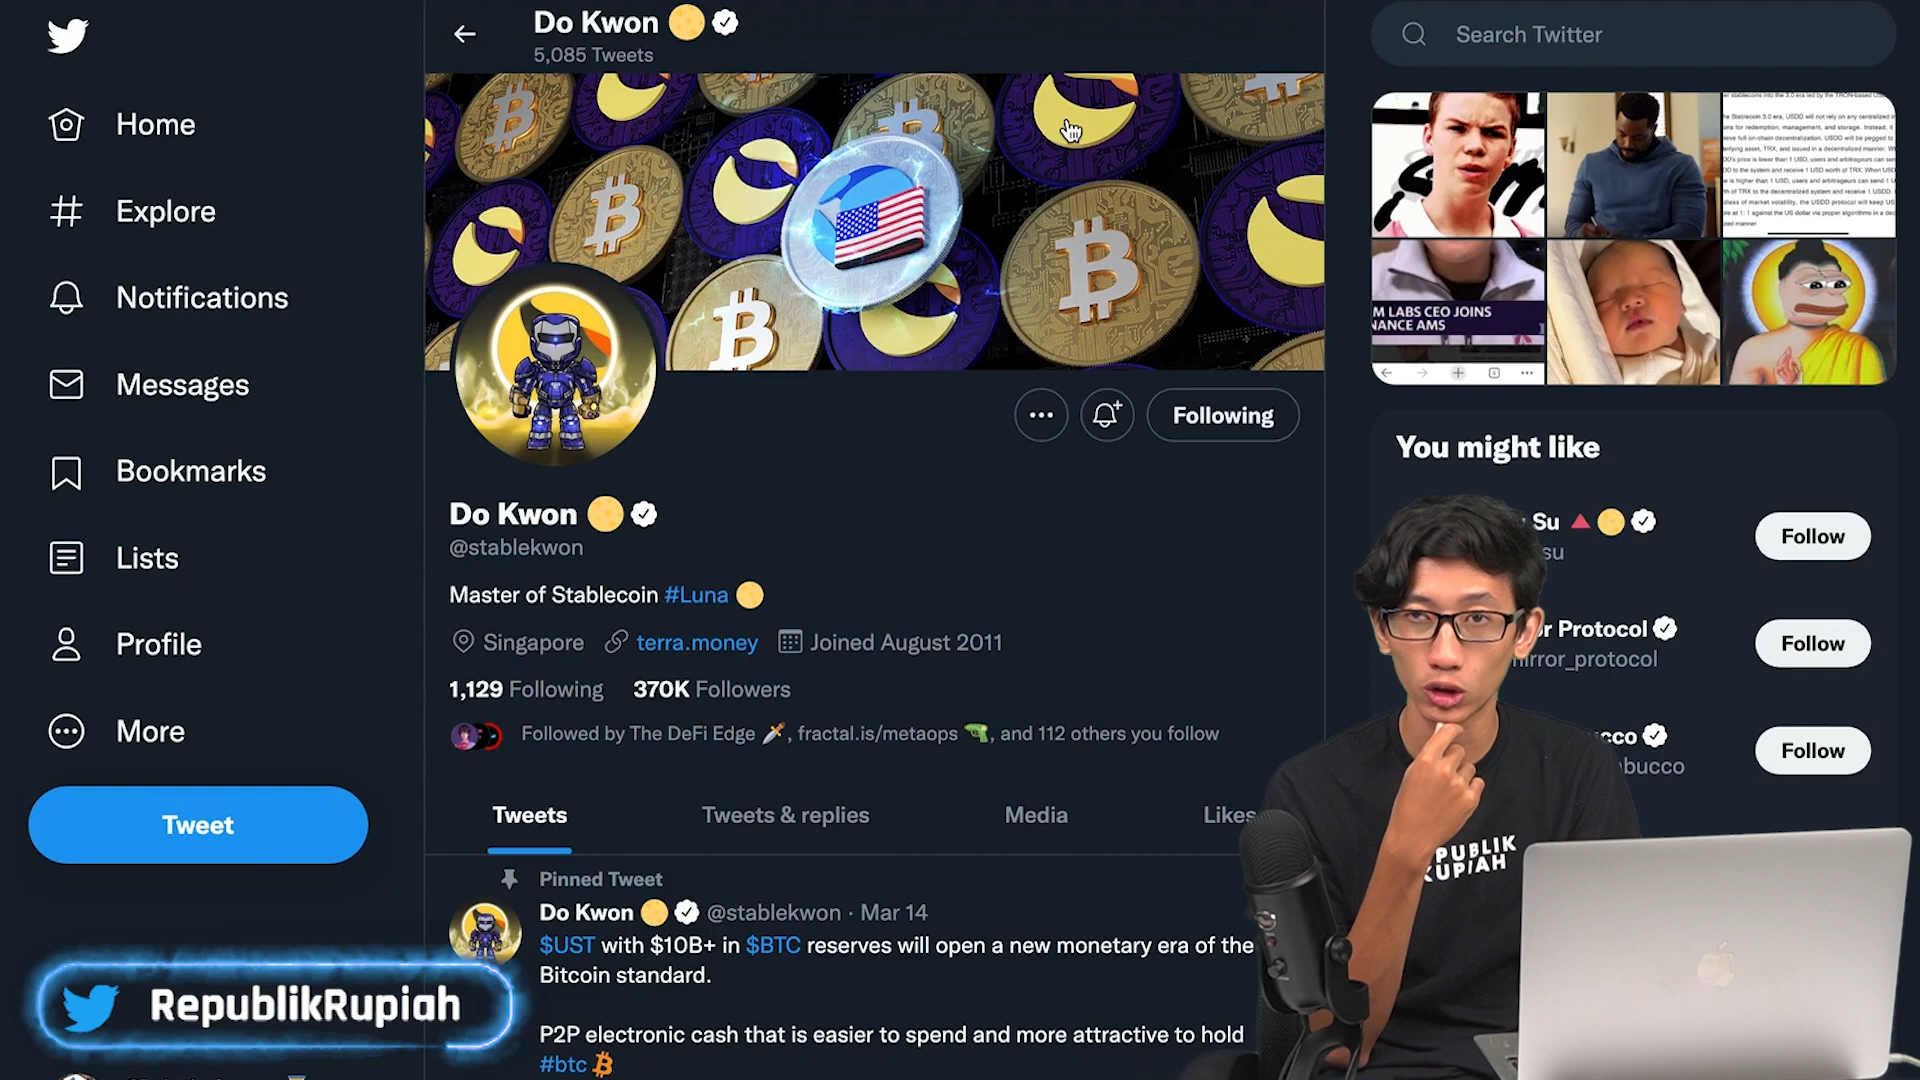 Home
Explore
Notifications
Messages
Bookmarks
Lists
Profile
More
Tweet
RepublikRupiah
Do Kwon
5,085 Tweets
Following
Do Kwon
@stablekwon
Master of Stablecoin #Luna
Singapore terra.money Joined August 2011
1,129 Following 370K Followers
Followed by The DeFi Edge, fractal.is/metaops, and 112 others you follow
Tweets Tweets & replies Media Likes
Pinned Tweet
Do Kwon @stablekwon · Mar 14
$UST with $10B+ in $BTC reserves will open a new monetary era of the
Bitcoin standard.
P2P electronic cash that is easier to spend and more attractive to hold
#btc
Search Twitter
M LABS CEO JOINS
NANCE AMS
You might like
Su
su
Follow
r Protocol
mirror_protocol
Follow
cco
bucco
Follow
PUBLIK
KUPIAH